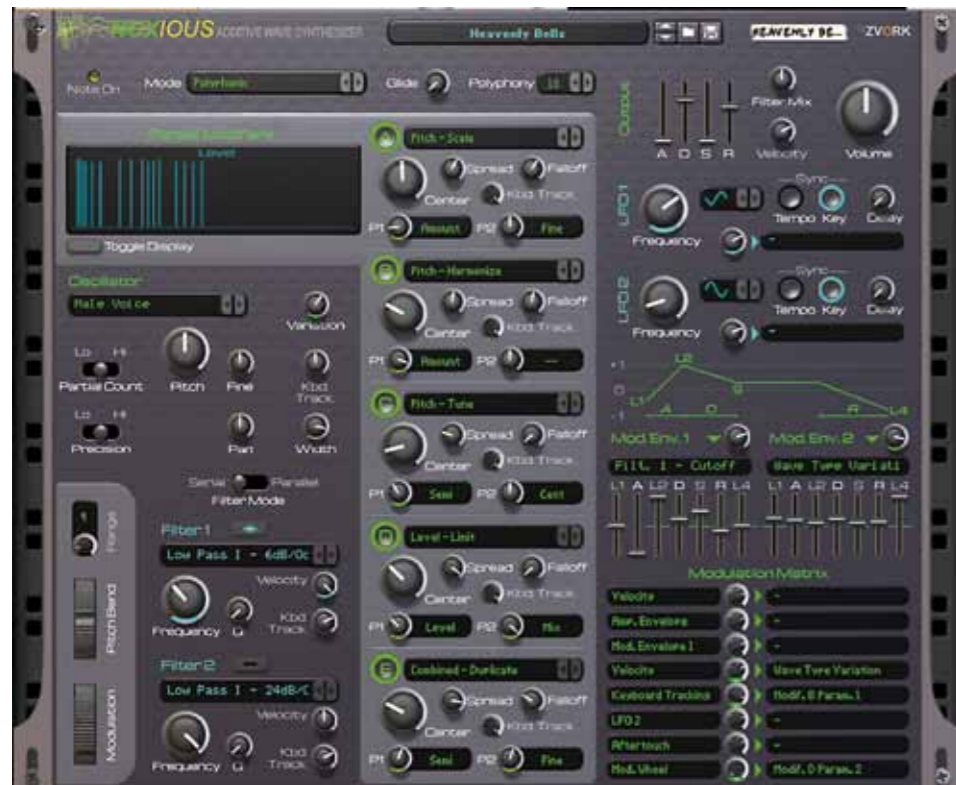 NOXIOUS ADDITIVE WAVE SYNTHESIZER
Heavenly Bells
HEAVENLY BE...
ZVORK
Note On
Mode
Polyphonic
Glide
Polyphony
16
Level
Toggle Display
Oscillator
Male Voice
Variation
Lo Hi
Partial Count
Pitch
Fine
Kbd Track.
Lo Hi
Precision
Pan
Width
Serial
Parallel
Filter Mode
Range
Pitch Bend
Modulation
Filter 1
Low Pass I - 6dB/Oc
Velocity
Frequency
Q
Kbd Track
Filter 2
Low Pass I - 24dB/C
Velocity
Frequency
Q
Kbd Track
A
Pitch - Scale
Spread
Falloff
Center
Kbd Track.
P1
Amount
P2
Fine
B
Pitch - Harmonize
Spread
Falloff
Center
Kbd Track.
P1
Amount
P2
--
Pitch - Tune
Spread
Falloff
Center
Kbd Track.
P1
Semi
P2
Cent
Level - Limit
Spread
Falloff
Center
Kbd Track.
P1
Level
P2
Mix
E
Combined - Duplicate
Spread
Falloff
Center
Kbd Track.
P1
Semi
P2
Fine
Output
A D S R
Filter Mix
Velocity
Volume
LFO 1
Frequency
Sync
Tempo Key
Delay
-
LFO 2
Frequency
Sync
Tempo Key
Delay
-
+1
0
-1
L1
A
L2
D
S
R
L4
Mod Env. 1
Mod Env. 2
Filt. 1 - Cutoff
Wave Type Variati
L1 A L2 D S R L4
L1 A L2 D S R L4
Modulation Matrix
Velocity
-
Amp. Envelope
-
Mod. Envelope 1
-
Velocity
Wave Type Variation
Keyboard Tracking
Modif. B Param. 1
LFO 2
-
Aftertouch
-
Mod. Wheel
Modif. D Param. 2